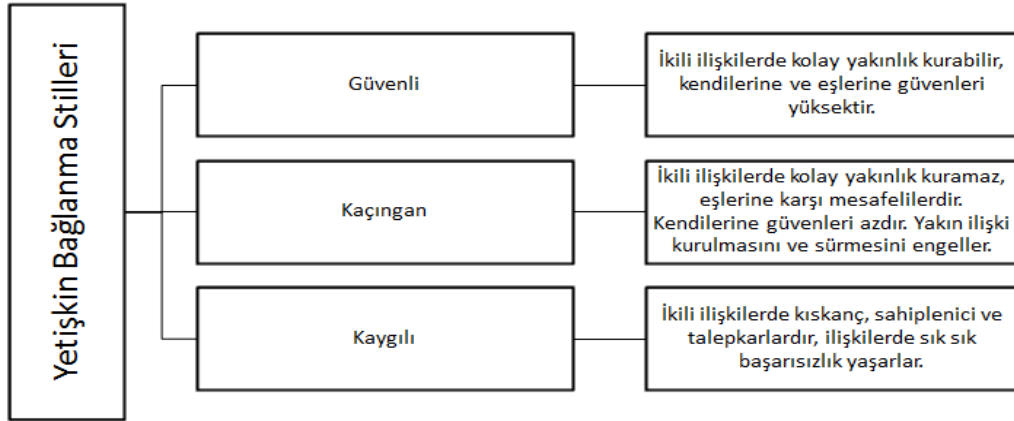 Yetişkin Bağlanma Stilleri
Güvenli
İkili ilişkilerde kolay yakınlık kurabilir,
kendilerine ve eşlerine güvenleri
yüksektir.
Kaçıngan
İkili ilişkilerde kolay yakınlık kuramaz,
eşlerine karşı mesafelilerdir.
Kendilerine güvenleri azdır. Yakın ilişki
kurulmasını ve sürmesini engeller.
Kaygılı
İkili ilişkilerde kıskanç, sahiplenici ve
talepkarlardır, ilişkilerde sık sık
başarısızlık yaşarlar.